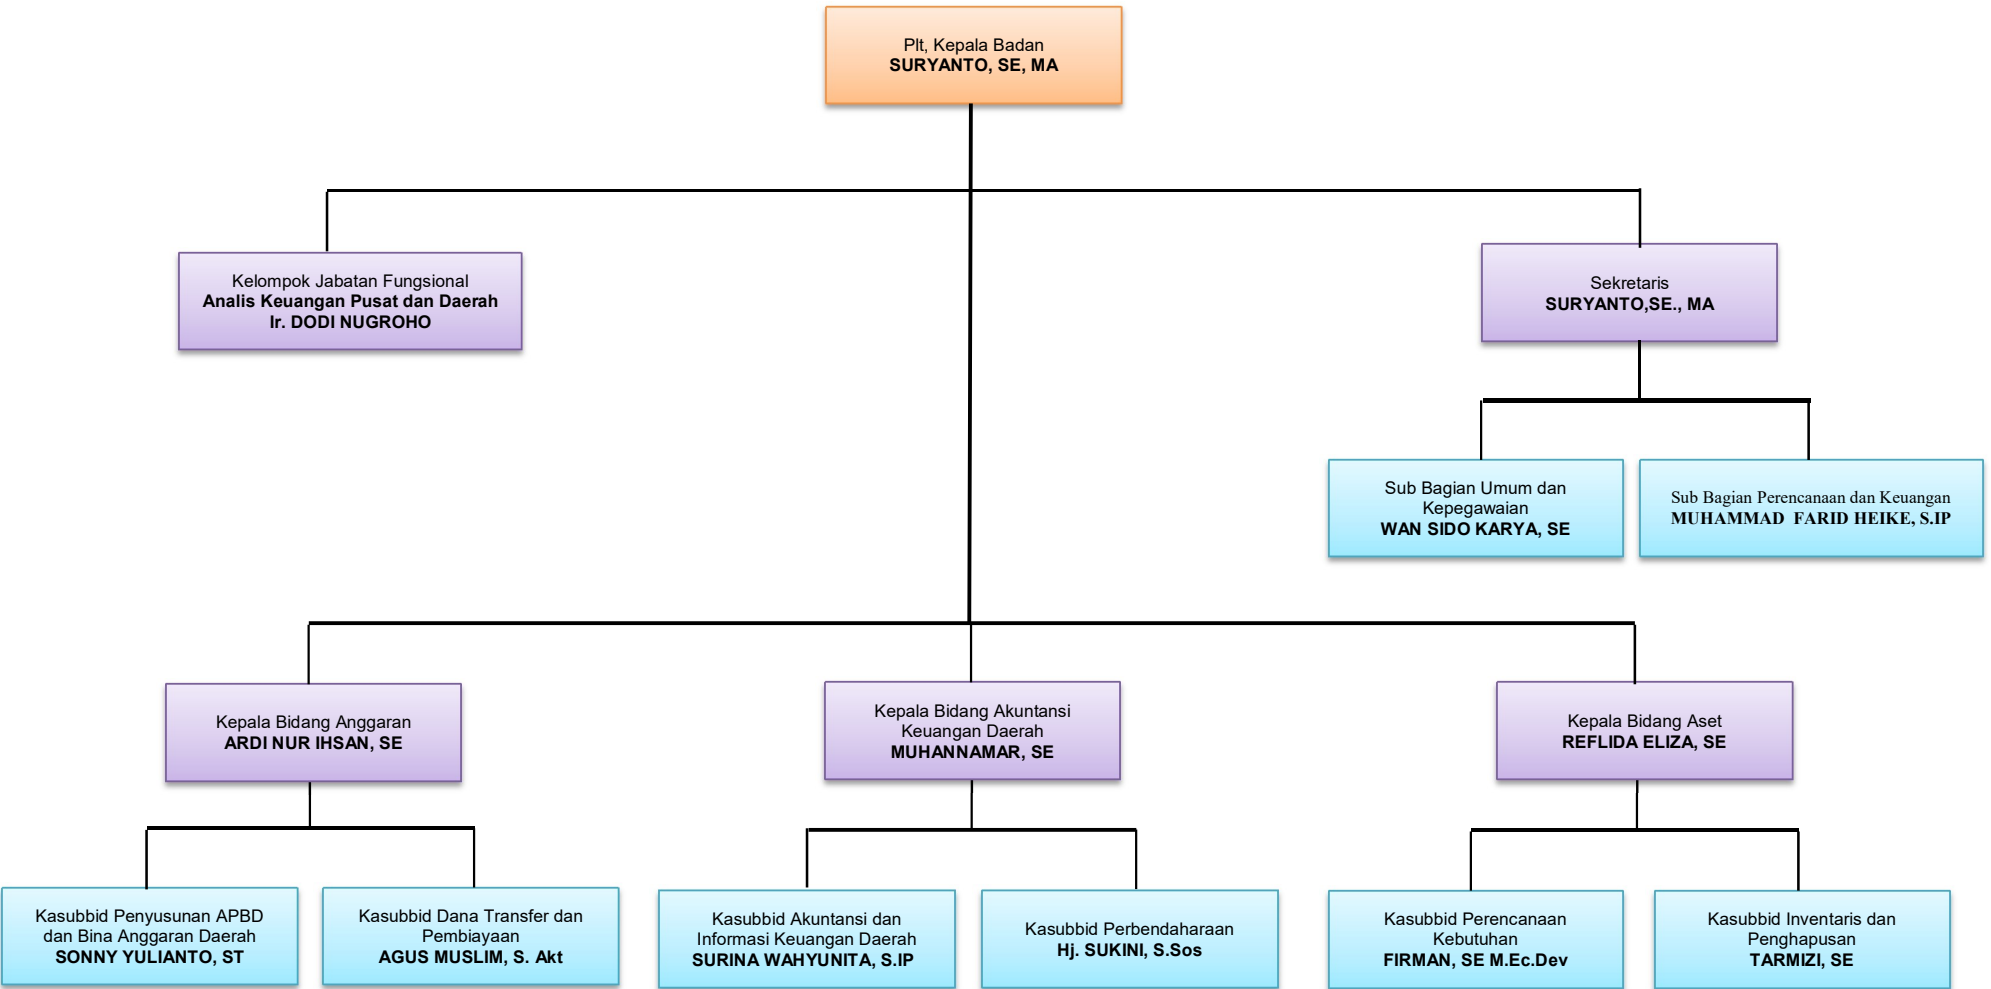 Plt, Kepala Badan
SURYANTO, SE, MA
Kelompok Jabatan Fungsional
Analis Keuangan Pusat dan Daerah
Ir. DODI NUGROHO
Sekretaris
SURYANTO,SE., MA
Sub Bagian Umum dan
Kepegawaian
WAN SIDO KARYA, SE
Sub Bagian Perencanaan dan Keuangan
MUHAMMAD  FARID HEIKE, S.IP
Kepala Bidang Anggaran
ARDI NUR IHSAN, SE
Kepala Bidang Akuntansi
Keuangan Daerah
MUHANNAMAR, SE
Kepala Bidang Aset
REFLIDA ELIZA, SE
Kasubbid Penyusunan APBD
dan Bina Anggaran Daerah
SONNY YULIANTO, ST
Kasubbid Dana Transfer dan
Pembiayaan
AGUS MUSLIM, S. Akt
Kasubbid Akuntansi dan
Informasi Keuangan Daerah
SURINA WAHYUNITA, S.IP
Kasubbid Perbendaharaan
Hj. SUKINI, S.Sos
Kasubbid Perencanaan
Kebutuhan
FIRMAN, SE M.Ec.Dev
Kasubbid Inventaris dan
Penghapusan
TARMIZI, SE